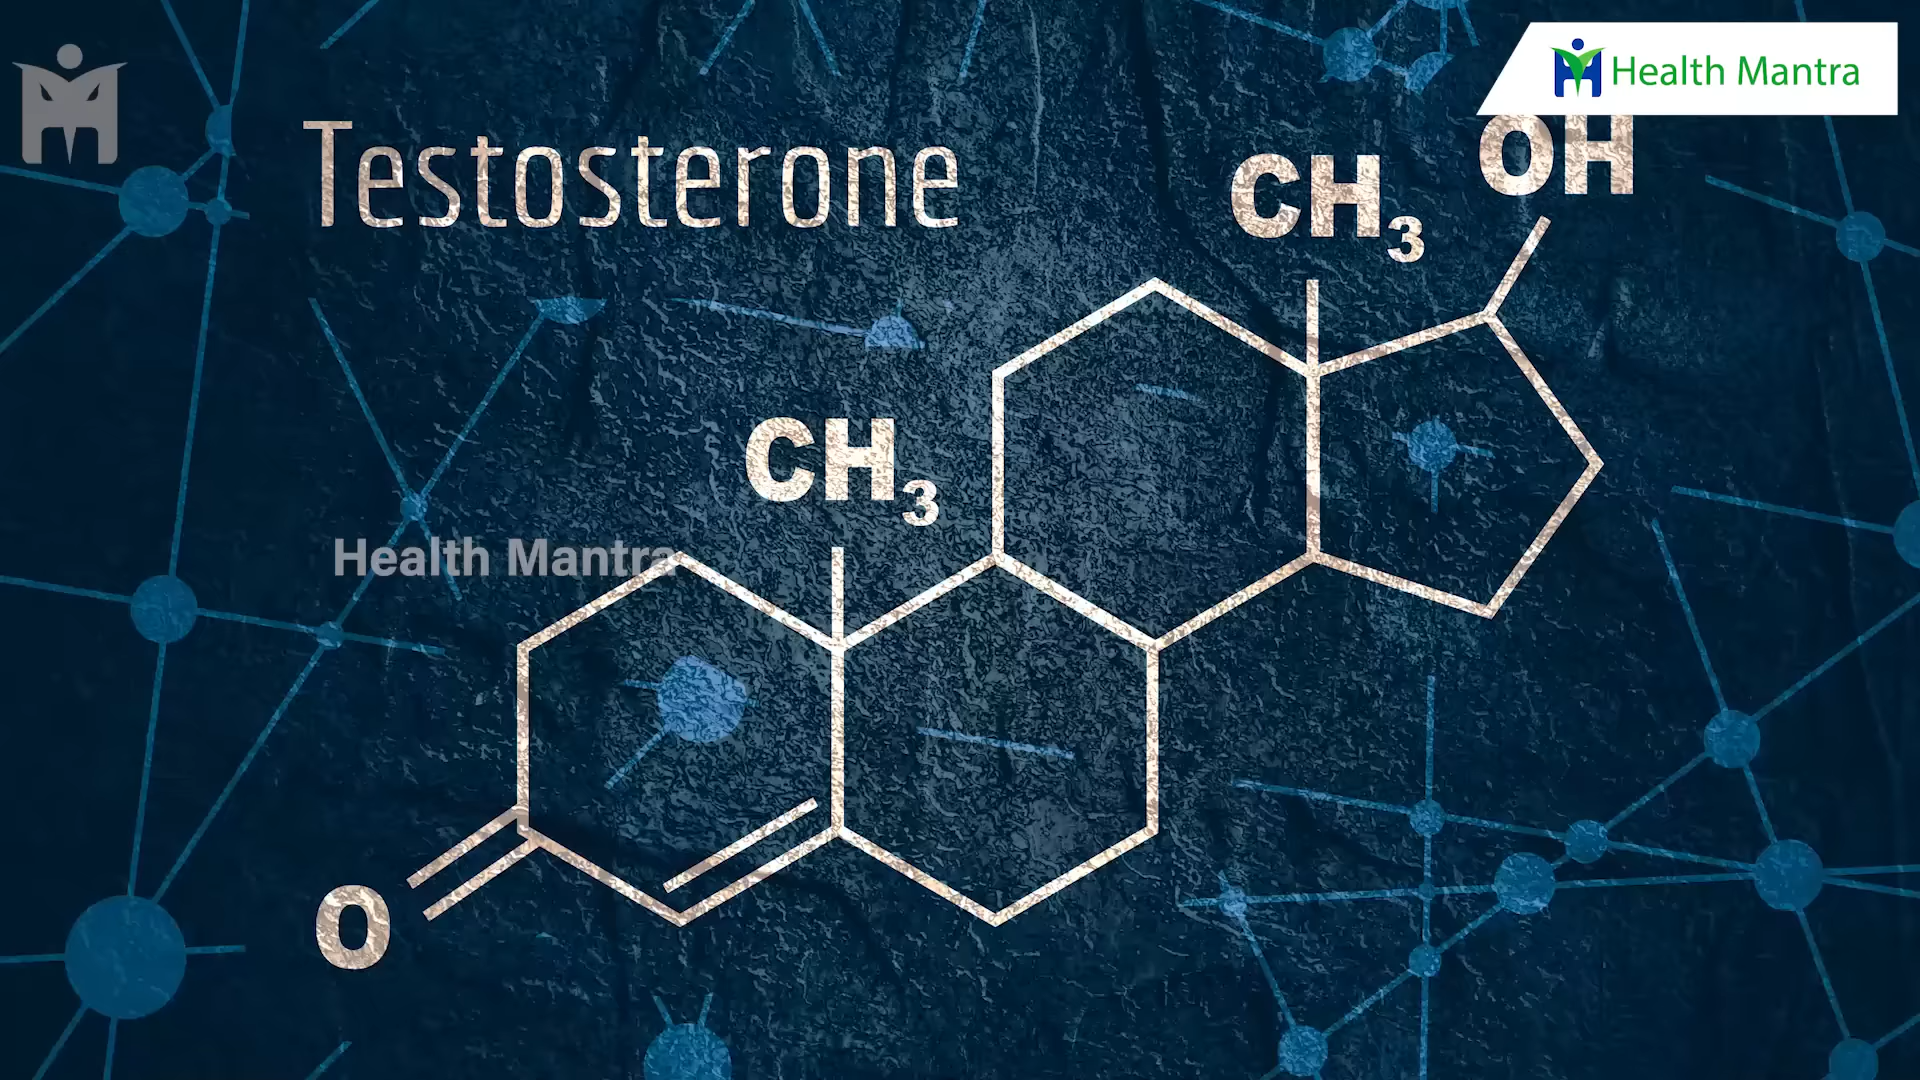 Health Mantra
Testosterone
OH
CH₃
CH₃
Health Mantra
O